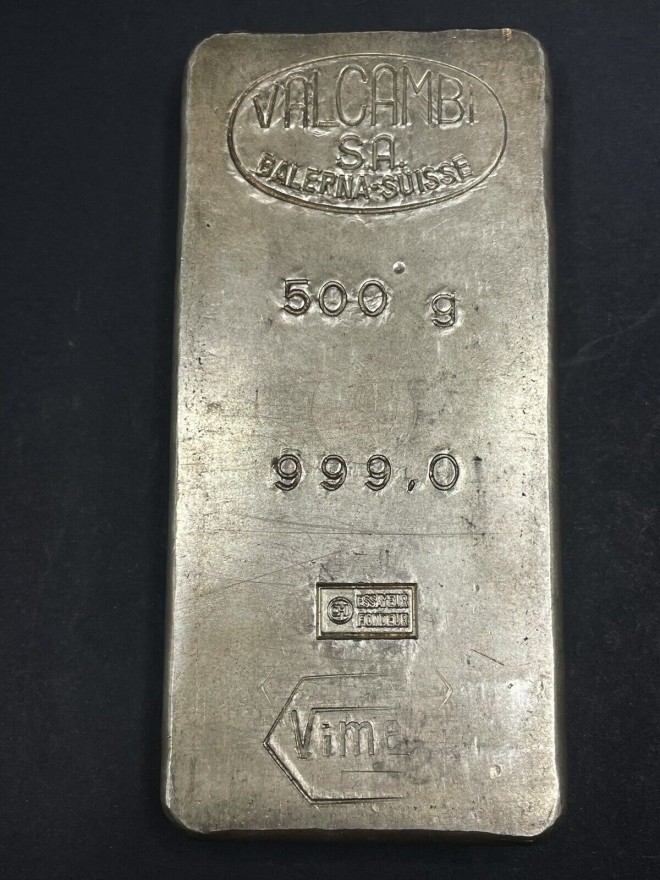 VALCAMBi
S.A.
BALERNA-SUISSE
500 g
999,0
ESSAYEUR
FONDEUR
Vime